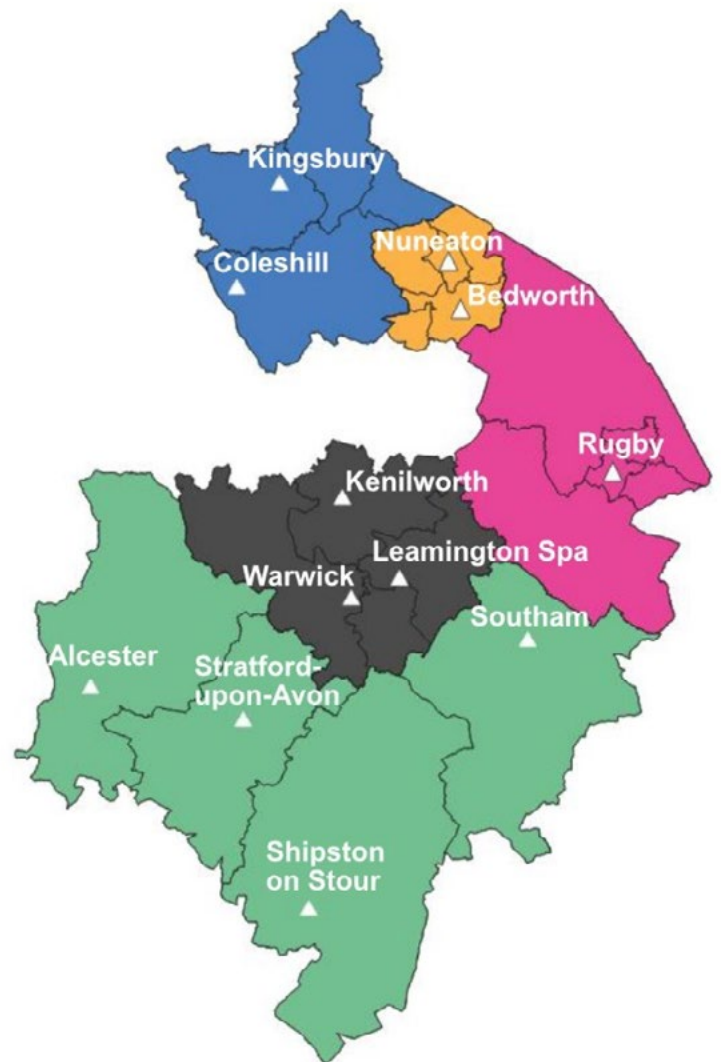 Kingsbury
Nuneaton
Coleshill
Bedworth
Rugby
Kenilworth
Leamington Spa
Warwick
Southam
Alcester
Stratford-
upon-Avon
Shipston
on Stour